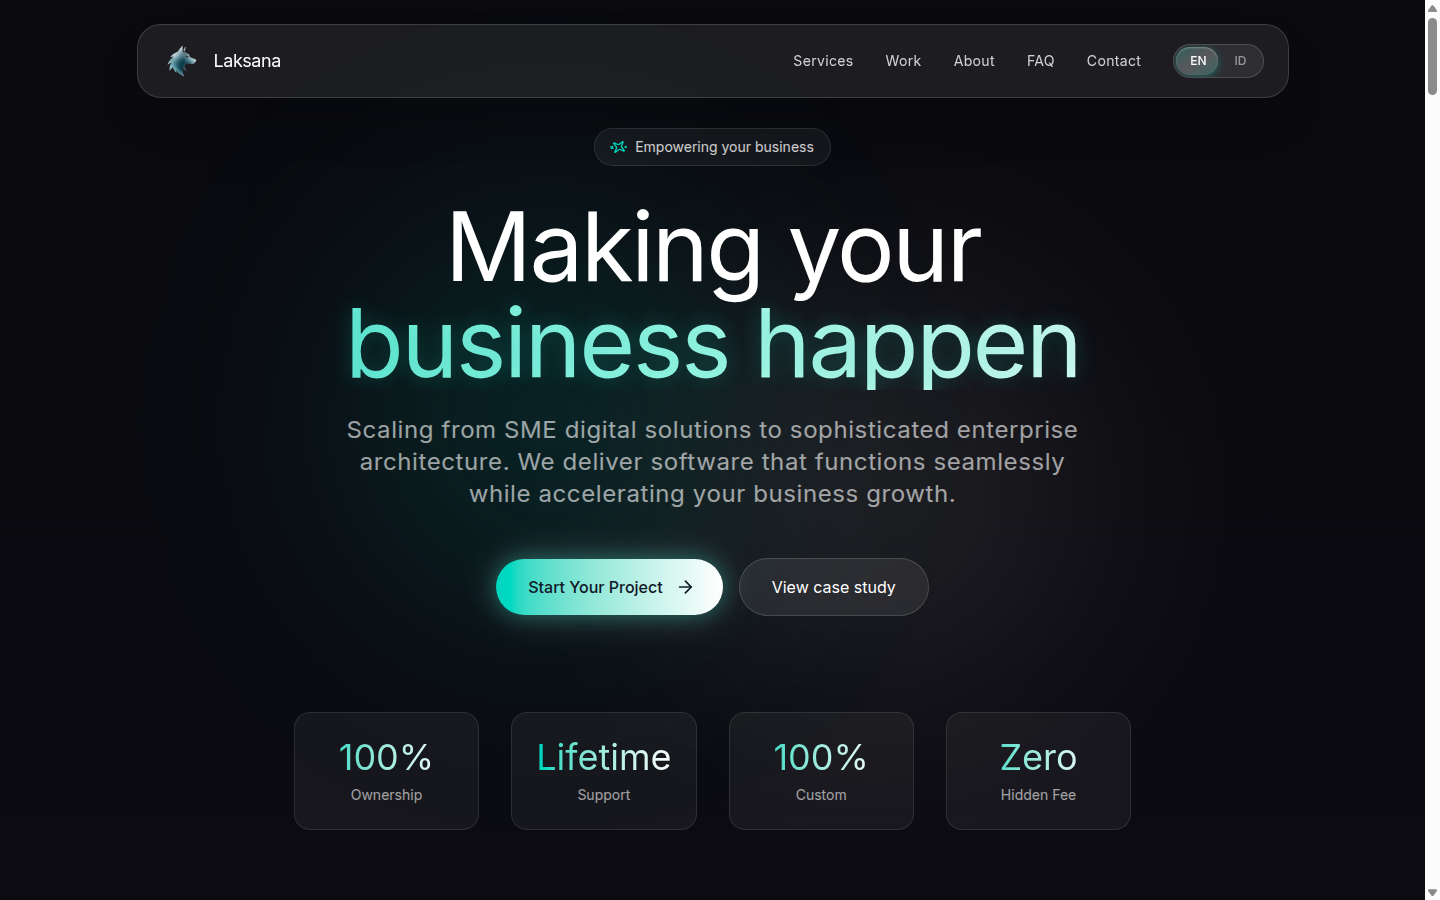 Laksana
Services Work About FAQ Contact EN ID
Empowering your business
Making your
business happen
Scaling from SME digital solutions to sophisticated enterprise
architecture. We deliver software that functions seamlessly
while accelerating your business growth.
Start Your Project
View case study
100%
Ownership
Lifetime
Support
100%
Custom
Zero
Hidden Fee